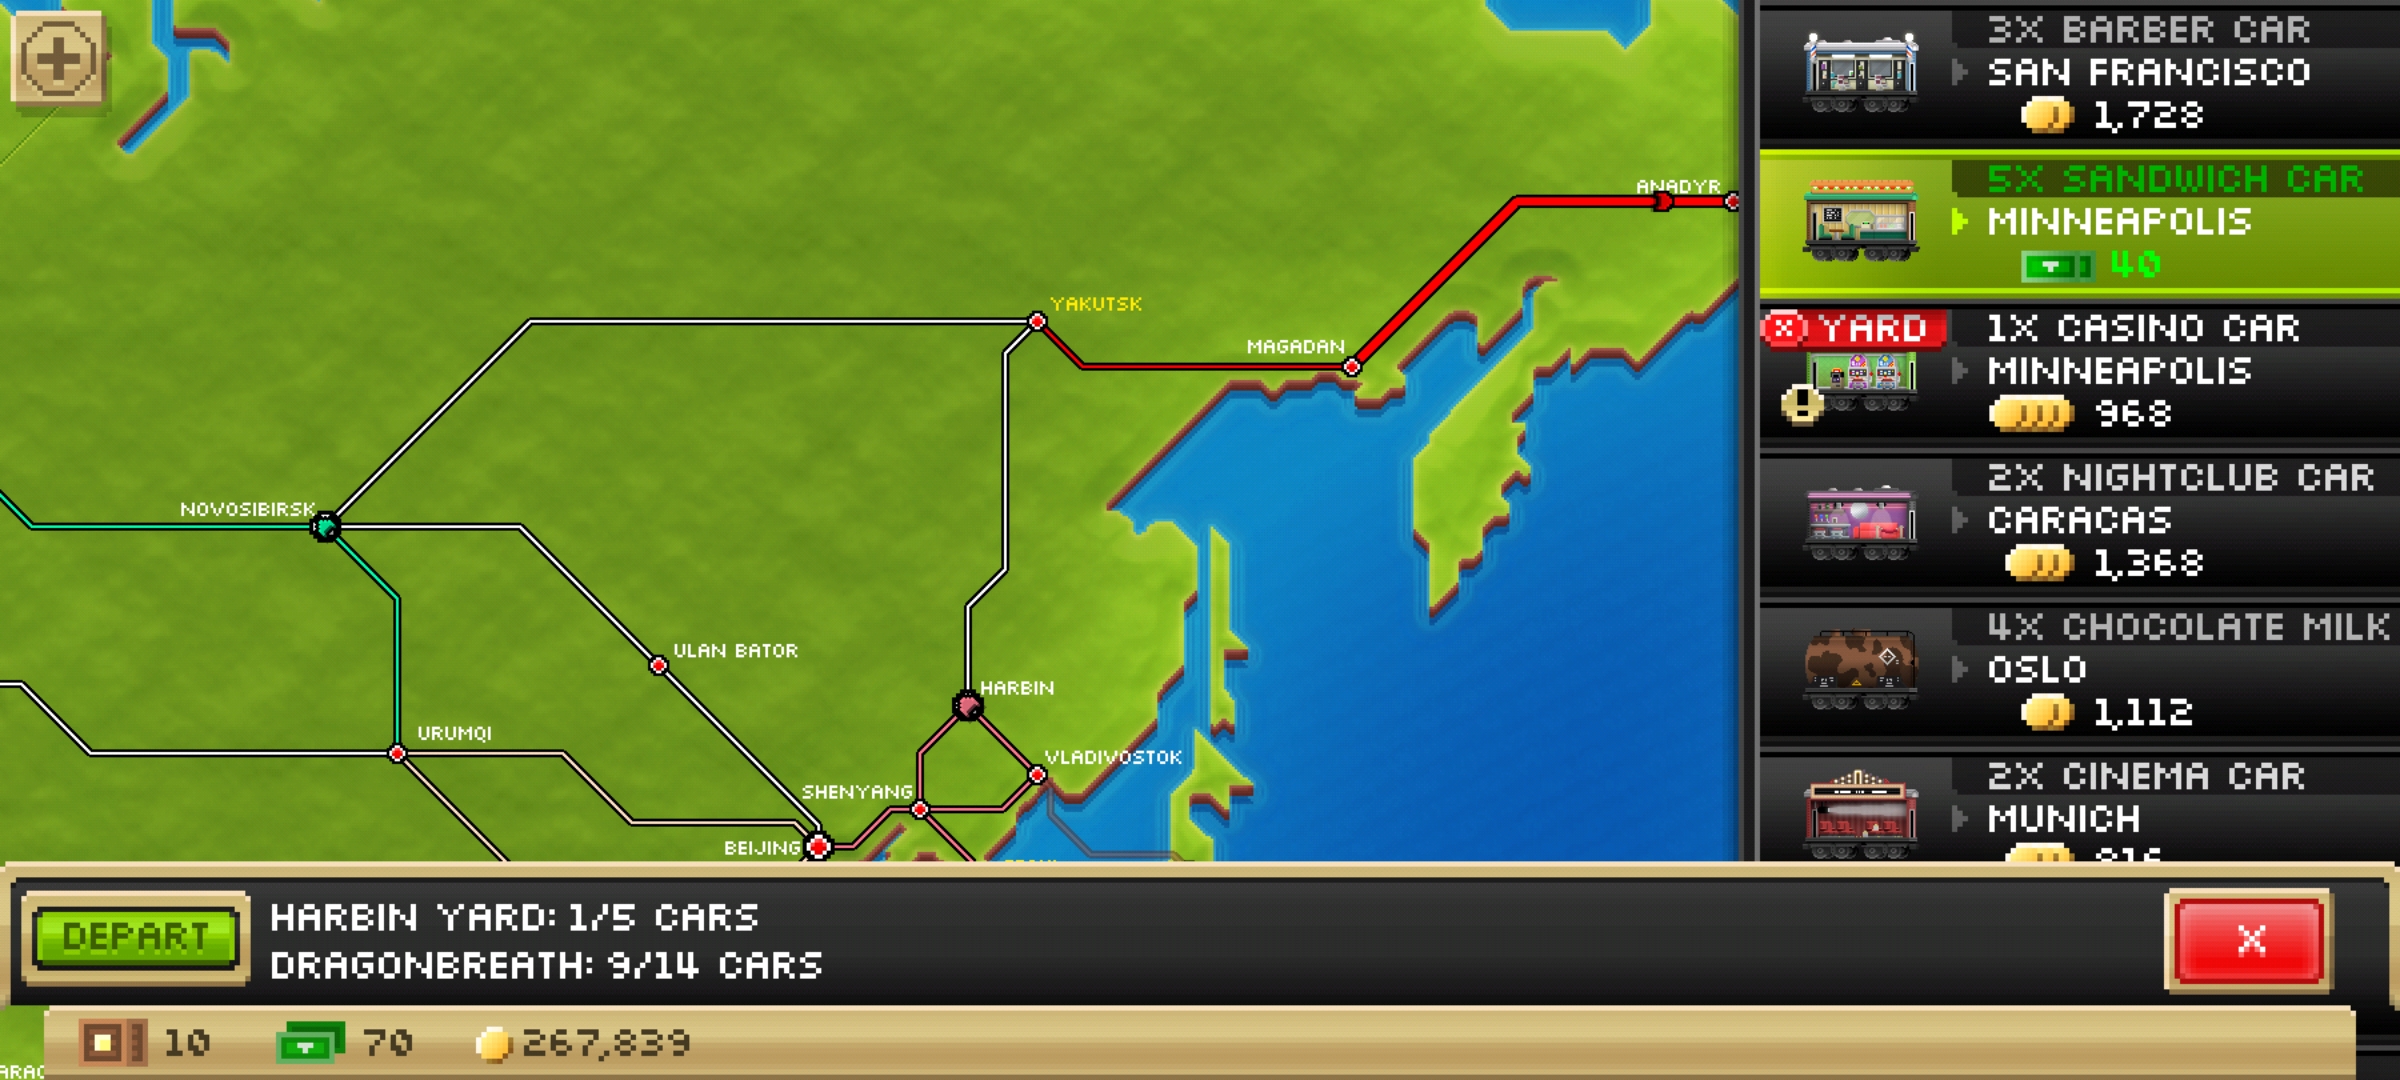 3X BARBER CAR
SAN FRANCISCO
1,728
5X SANDWICH CAR
MINNEAPOLIS
40
YARD
1X CASINO CAR
MINNEAPOLIS
968
2X NIGHTCLUB CAR
CARACAS
1,368
4X CHOCOLATE MILK
OSLO
1,112
2X CINEMA CAR
MUNICH
ANADYR
YAKUTSK
MAGADAN
NOVOSIBIRSK
ULAN BATOR
HARBIN
URUMQI
VLADIVOSTOK
SHENYANG
BEIJING
DEPART
HARBIN YARD: 1/5 CARS
DRAGONBREATH: 9/14 CARS
X
10
70
267,839